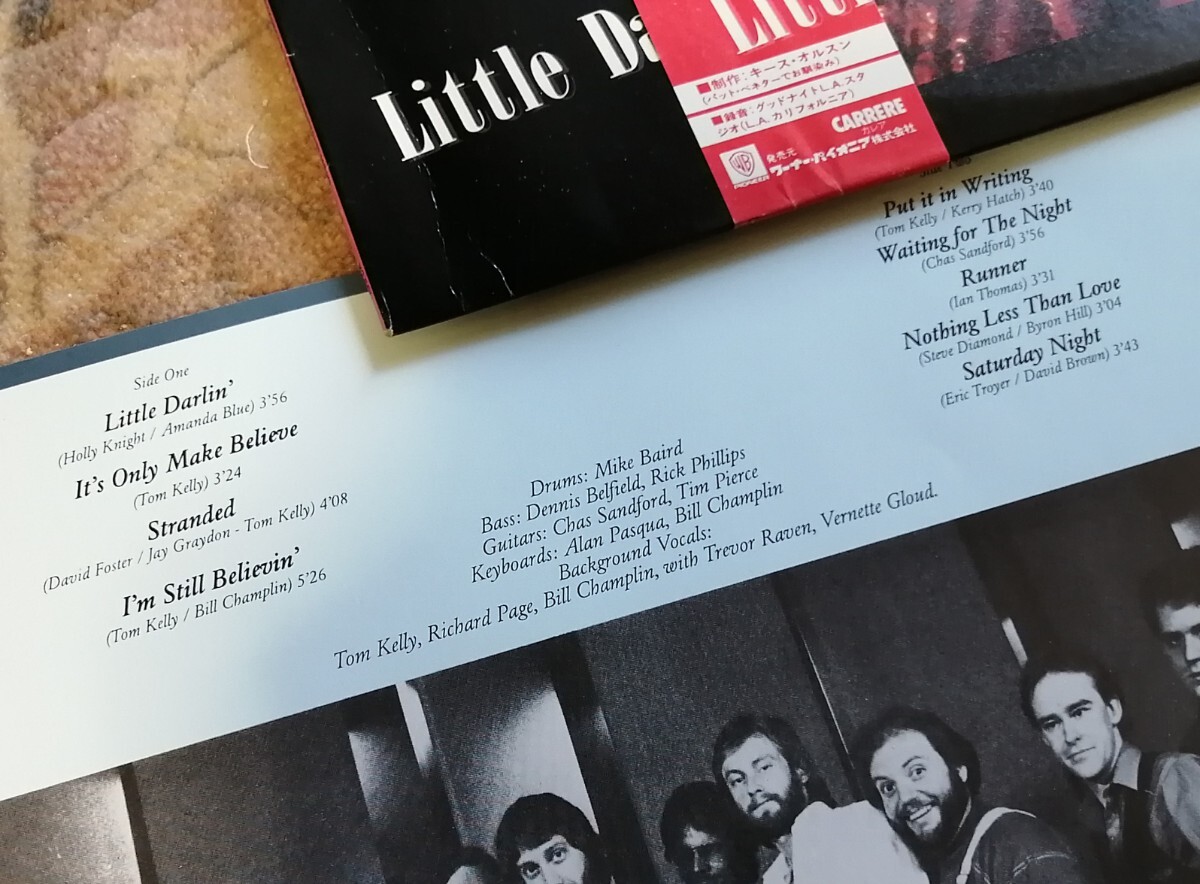 Little Da
Littl
■制作:キース・オルスン
(パット・ベネターでお馴染み)
■録音:グッドナイトL.A.スタ
ジオ(L.A.カリフォルニア)
CARRERE
カレア
WB
PIONEER
発売元
ワーナー・パイオニア株式会社
Side Two
Put it in Writing
(Tom Kelly / Kerry Hatch) 3'40
Waiting for The Night
(Chas Sandford) 3'56
Runner
(Ian Thomas) 3'31
Nothing Less Than Love
(Steve Diamond / Byron Hill) 3'04
Saturday Night
(Eric Troyer / David Brown) 3'43
Side One
Little Darlin'
(Holly Knight / Amanda Blue) 3'56
It's Only Make Believe
(Tom Kelly) 3'24
Stranded
(David Foster / Jay Graydon - Tom Kelly) 4'08
I'm Still Believin'
(Tom Kelly / Bill Champlin) 5'26
Drums: Mike Baird
Bass: Dennis Belfield, Rick Phillips
Guitars: Chas Sandford, Tim Pierce
Keyboards: Alan Pasqua, Bill Champlin
Background Vocals:
Tom Kelly, Richard Page, Bill Champlin, with Trevor Raven, Vernette Gloud.